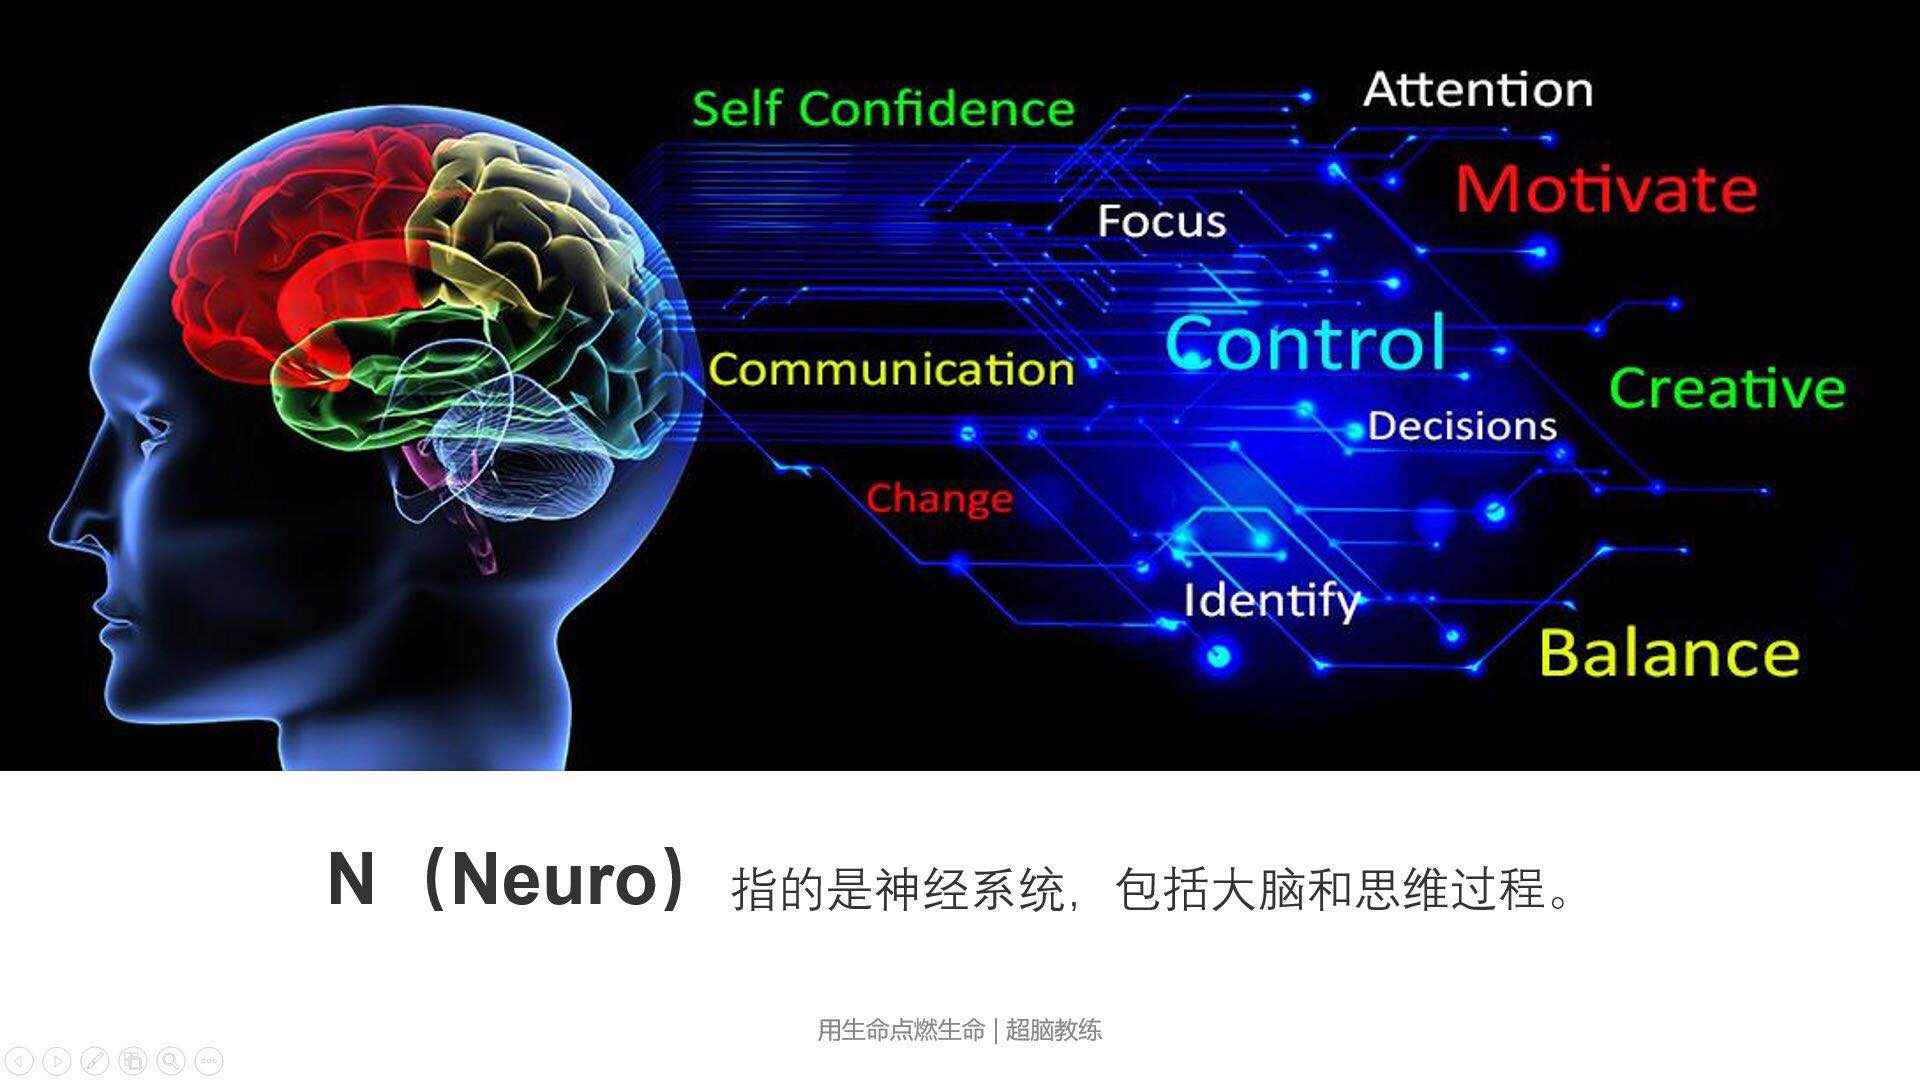 Self Confidence
Attention
Motivate
Focus
Control
Communication
Creative
Decisions
Change
Identify
Balance
N（Neuro）指的是神经系统，包括大脑和思维过程。
用生命点燃生命 | 超脑教练